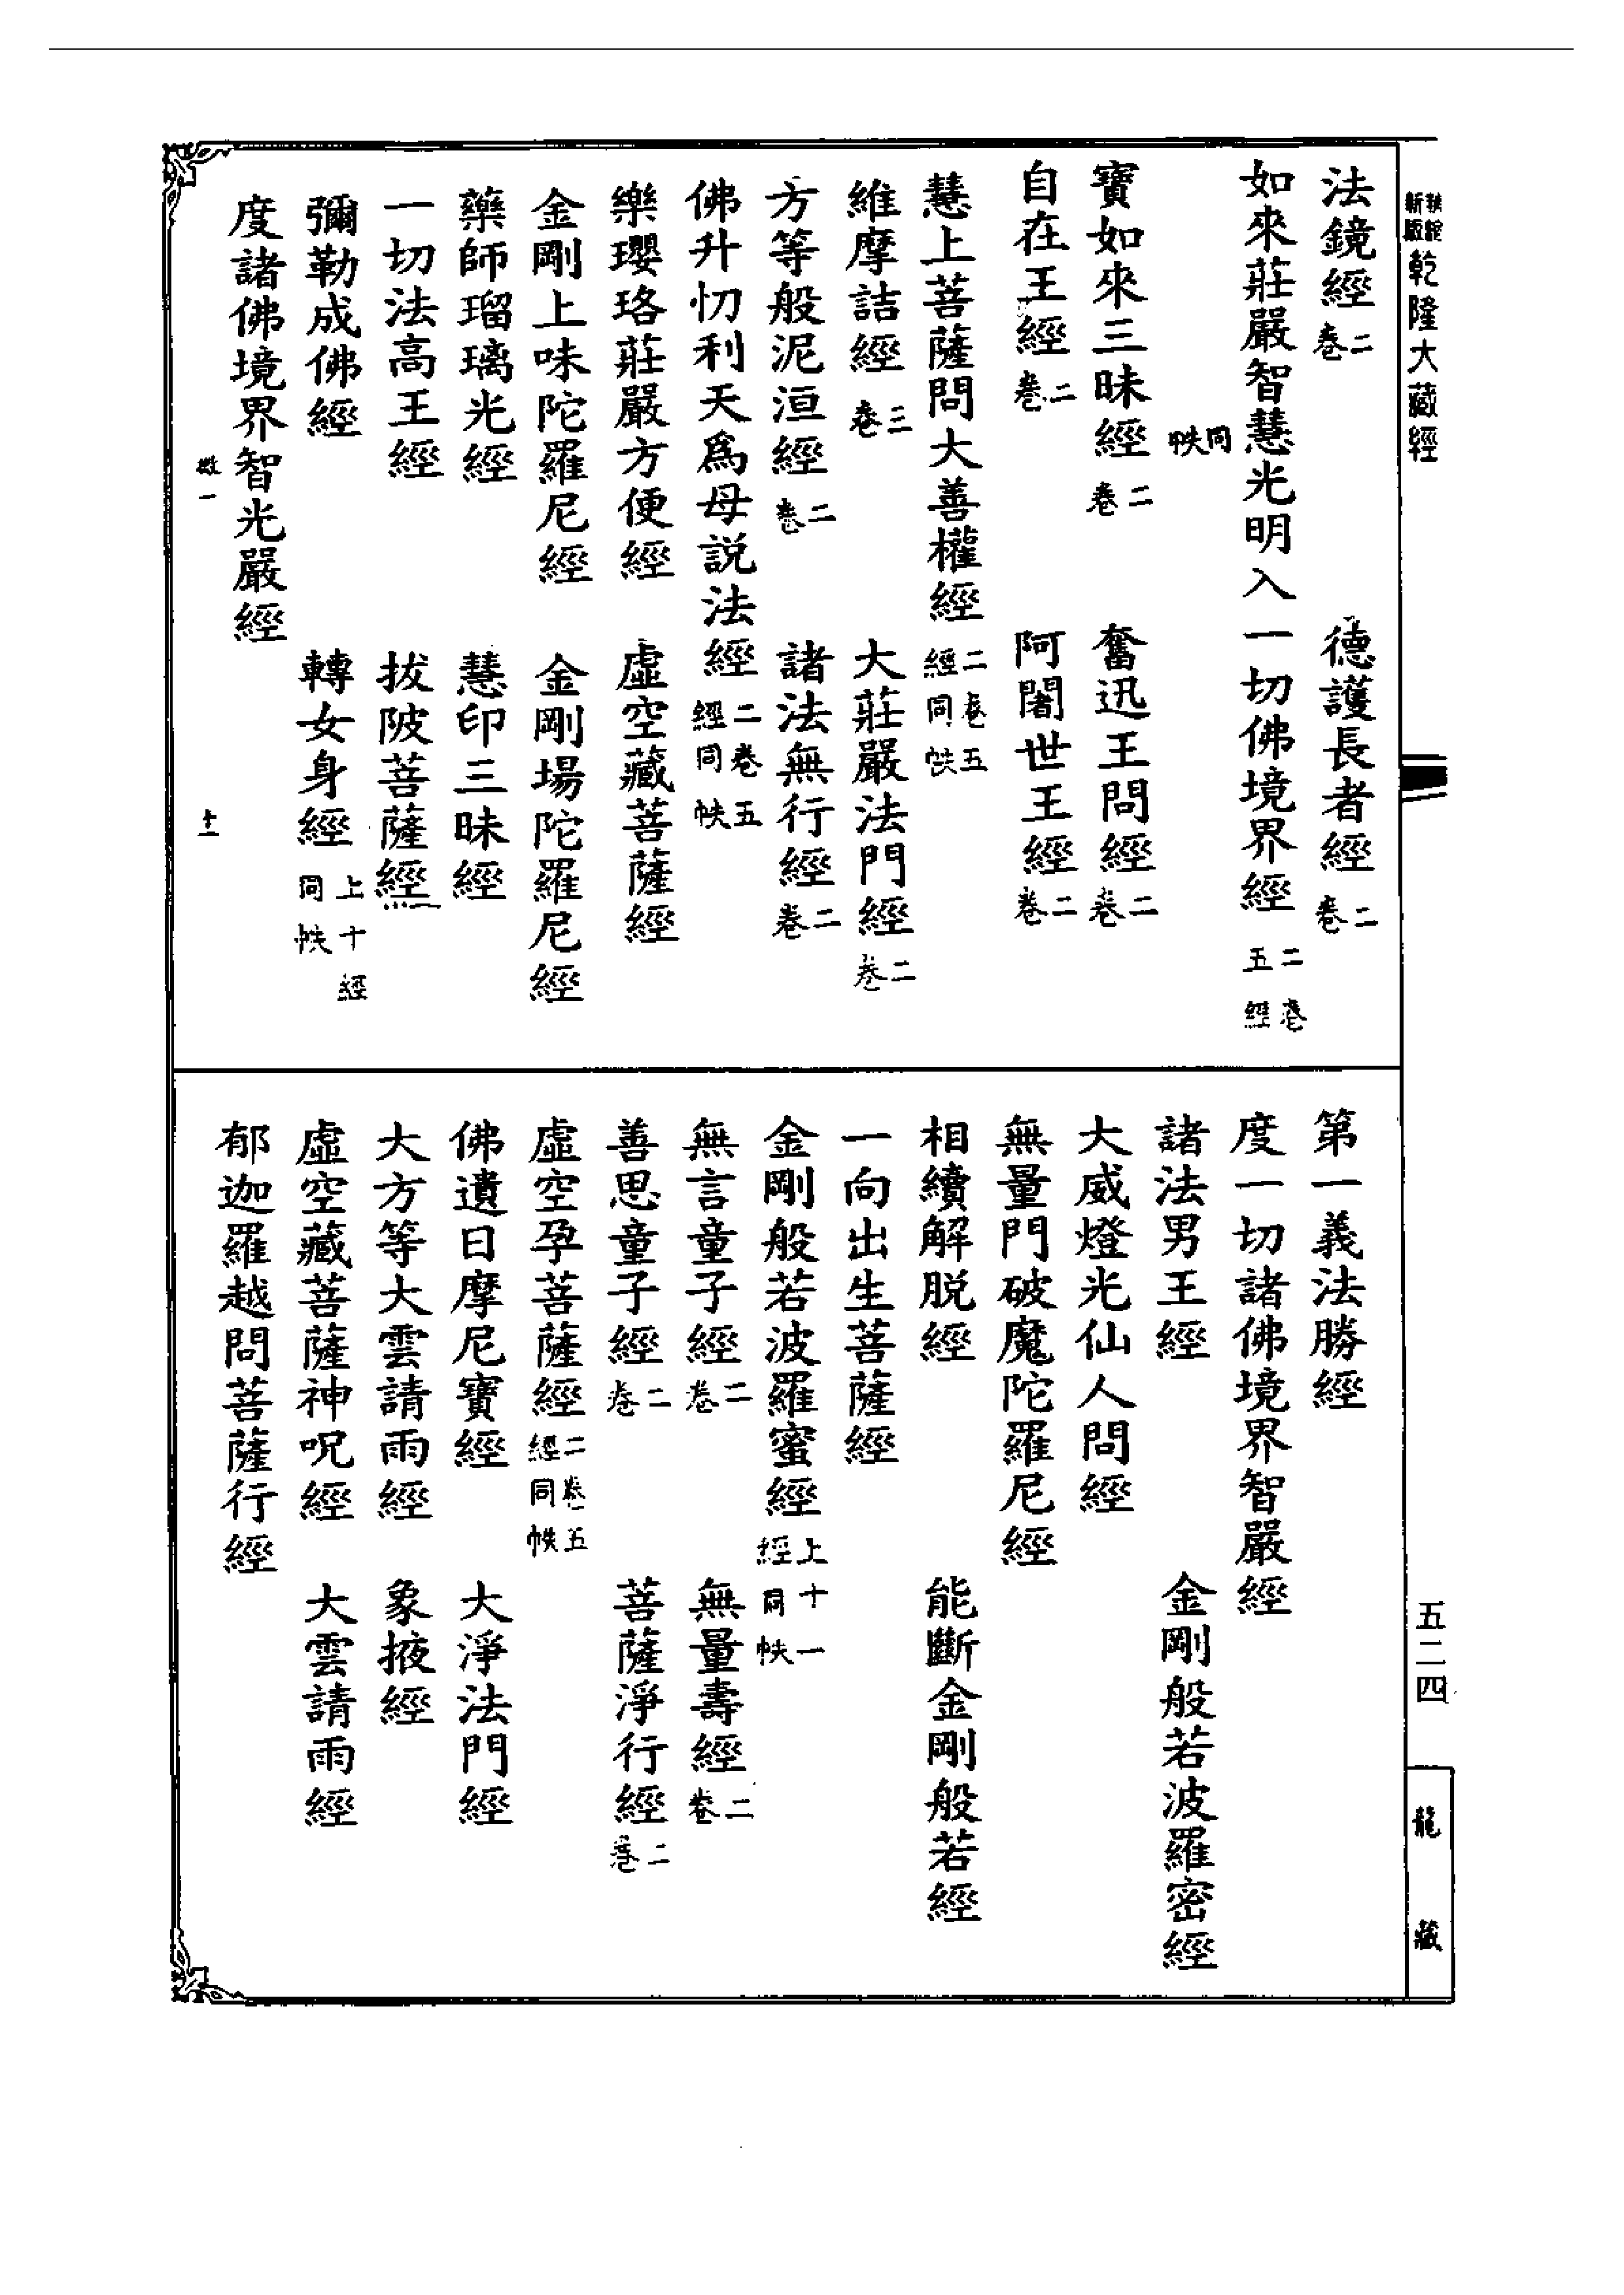 乾隆大藏經
法鏡經 二卷 德護長者經 二卷
如來莊嚴智慧光明入一切佛境界經 二卷五經
同帙
寶如來三昧經 二卷 奮迅王問經 二卷
自在王經 二卷 阿闍世王經 二卷
慧上菩薩問大善權經 二卷五經同帙
維摩詰經 三卷 大莊嚴法門經 二卷
方等般泥洹經 二卷 諸法無行經 二卷
佛升忉利天為母説法經 二卷五經同帙
樂瓔珞莊嚴方便經 虛空藏菩薩經
金剛上味陀羅尼經 金剛場陀羅尼經
藥師瑠璃光經 慧印三昧經
一切法高王經 拔陂菩薩經
彌勒成佛經 轉女身經 上十經同帙
度諸佛境界智光嚴經
十一
第一義法勝經
度一切諸佛境界智嚴經
諸法男王經 金剛般若波羅密經
大威燈光仙人問經
無量門破魔陀羅尼經
相續解脱經 能斷金剛般若經
一向出生菩薩經
金剛般若波羅蜜經 上十一經同帙
無言童子經 二卷 無量壽經 二卷
善思童子經 二卷 菩薩淨行經 二卷
虛空孕菩薩經 二卷五經同帙
佛遺日摩尼寶經 大淨法門經
大方等大雲請雨經 象掖經
虛空藏菩薩神呪經 大雲請雨經
郁迦羅越問菩薩行經
五二四
龍藏